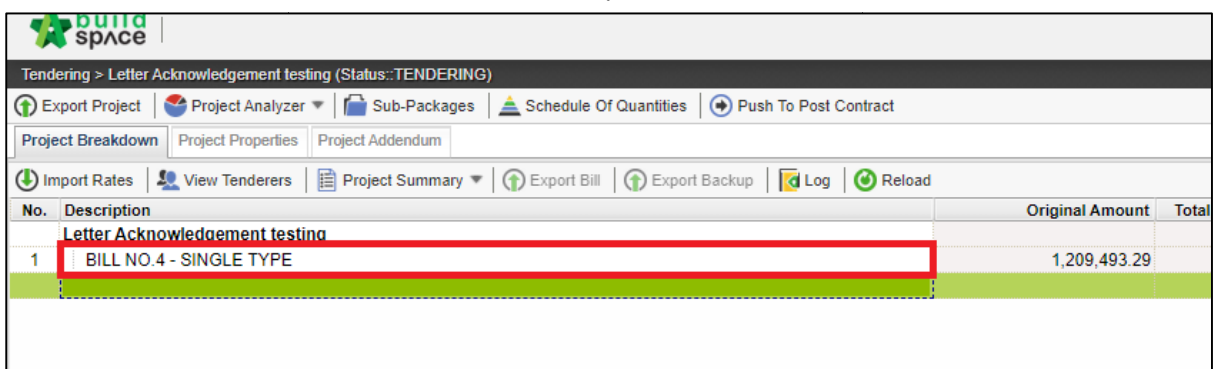 build
space
Tendering > Letter Acknowledgement testing (Status::TENDERING)
Export Project Project Analyzer Sub-Packages Schedule Of Quantities Push To Post Contract
Project Breakdown Project Properties Project Addendum
Import Rates View Tenderers Project Summary Export Bill Export Backup Log Reload
No. Description Original Amount Total
Letter Acknowledgement testing
1 BILL NO.4 - SINGLE TYPE 1,209,493.29